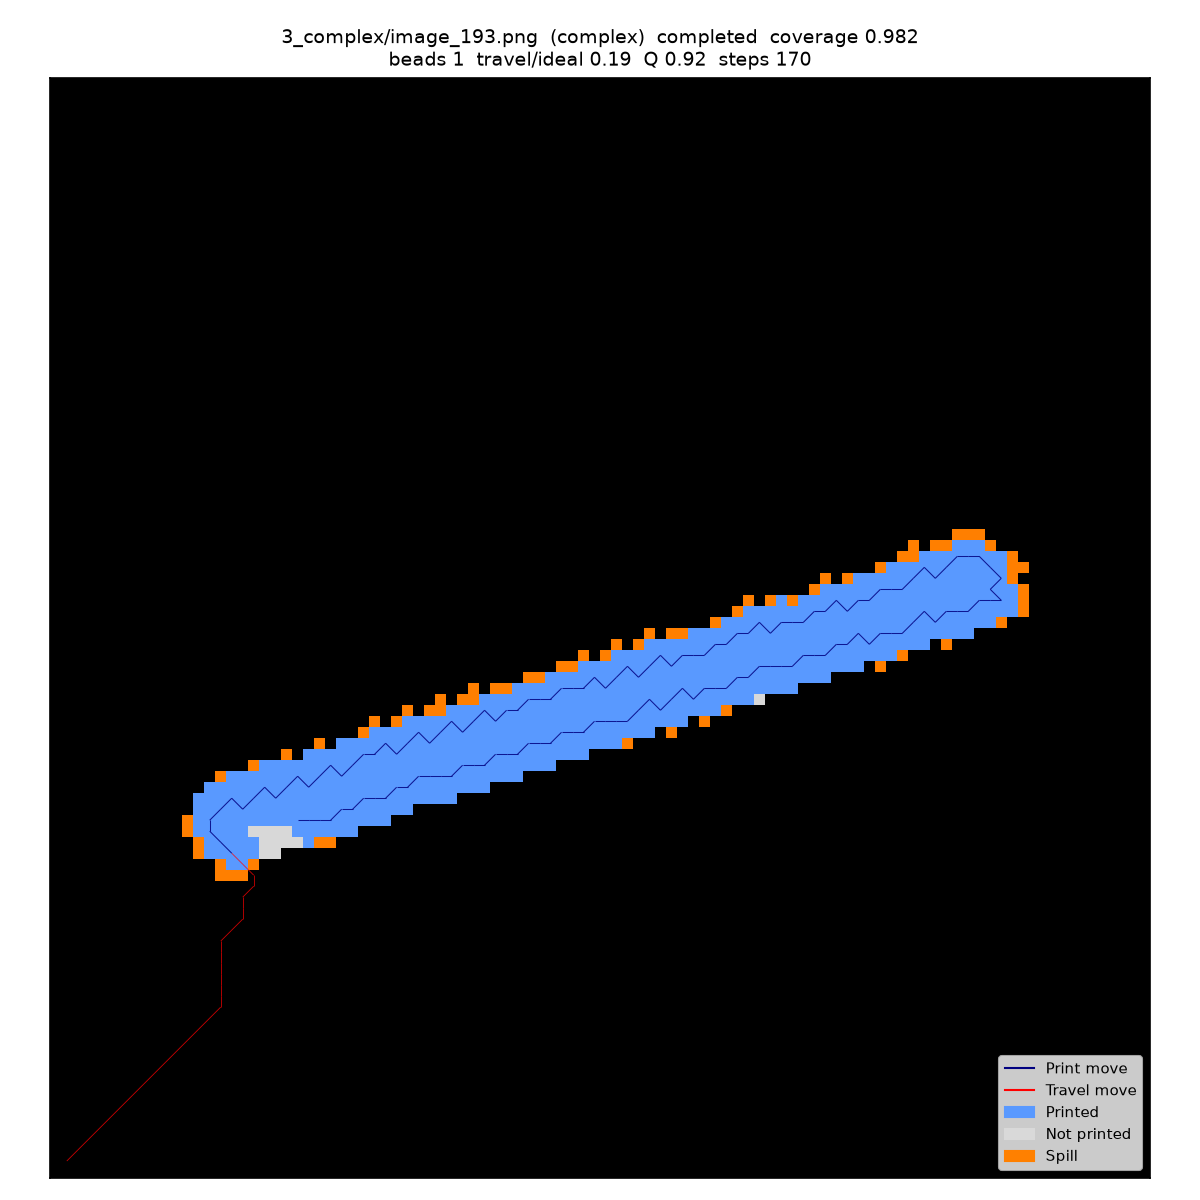 3_complex/image_193.png  (complex)  completed  coverage 0.982
beads 1  travel/ideal 0.19  Q 0.92  steps 170
Print move
Travel move
Printed
Not printed
Spill